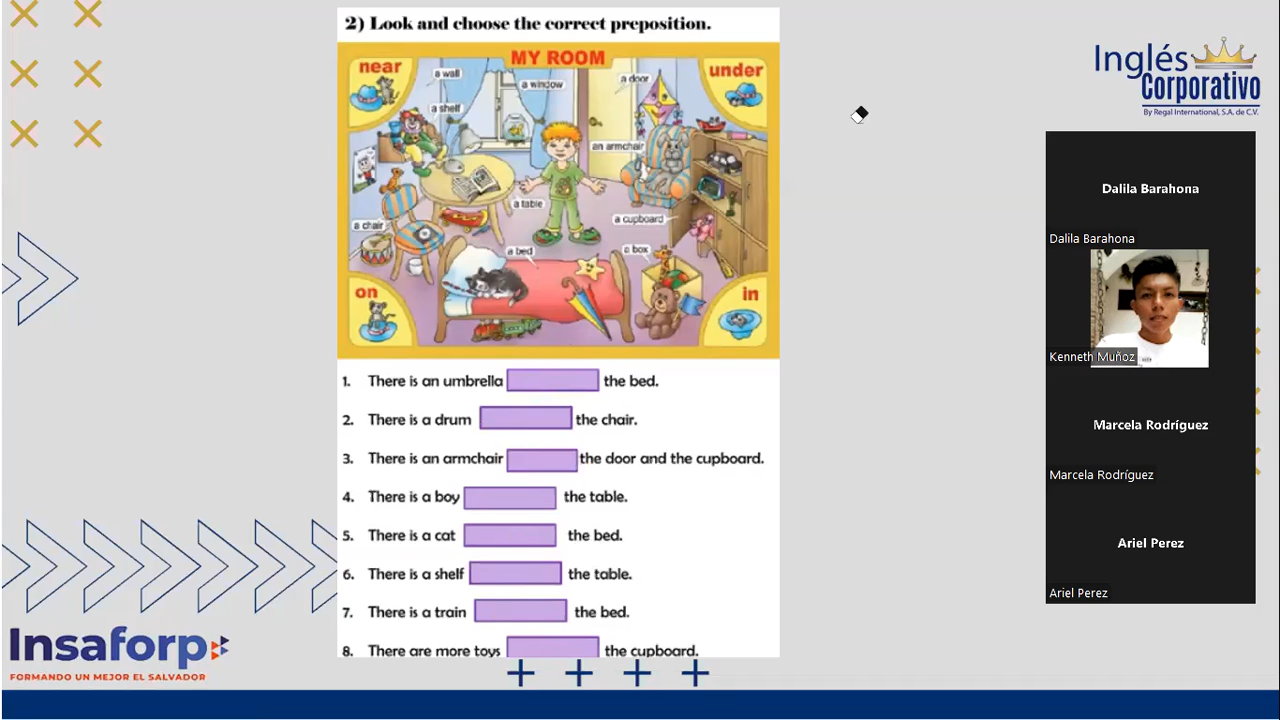 2) Look and choose the correct preposition.
MY ROOM
near
under
a wall
a window
a door
a shelf
an armchair
a table
a cupboard
a chair
a bed
a box
on
in
1. There is an umbrella the bed.
2. There is a drum the chair.
3. There is an armchair the door and the cupboard.
4. There is a boy the table.
5. There is a cat the bed.
6. There is a shelf the table.
7. There is a train the bed.
8. There are more toys the cupboard.
Inglés
Corporativo
By Regal International, S.A. de C.V.
Dalila Barahona
Dalila Barahona
Kenneth Muñoz
Marcela Rodríguez
Marcela Rodríguez
Ariel Perez
Ariel Perez
Insaforp
FORMANDO UN MEJOR EL SALVADOR